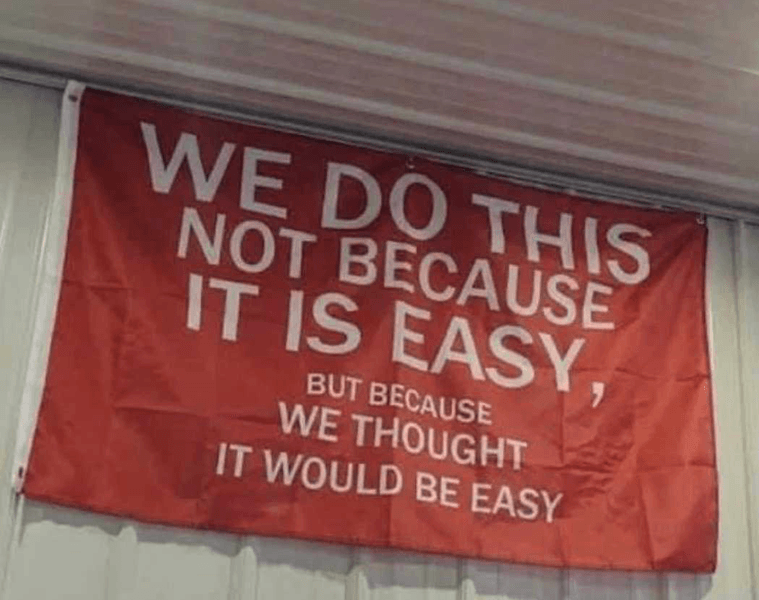 WE DO THIS
NOT BECAUSE
IT IS EASY,
BUT BECAUSE
WE THOUGHT
IT WOULD BE EASY